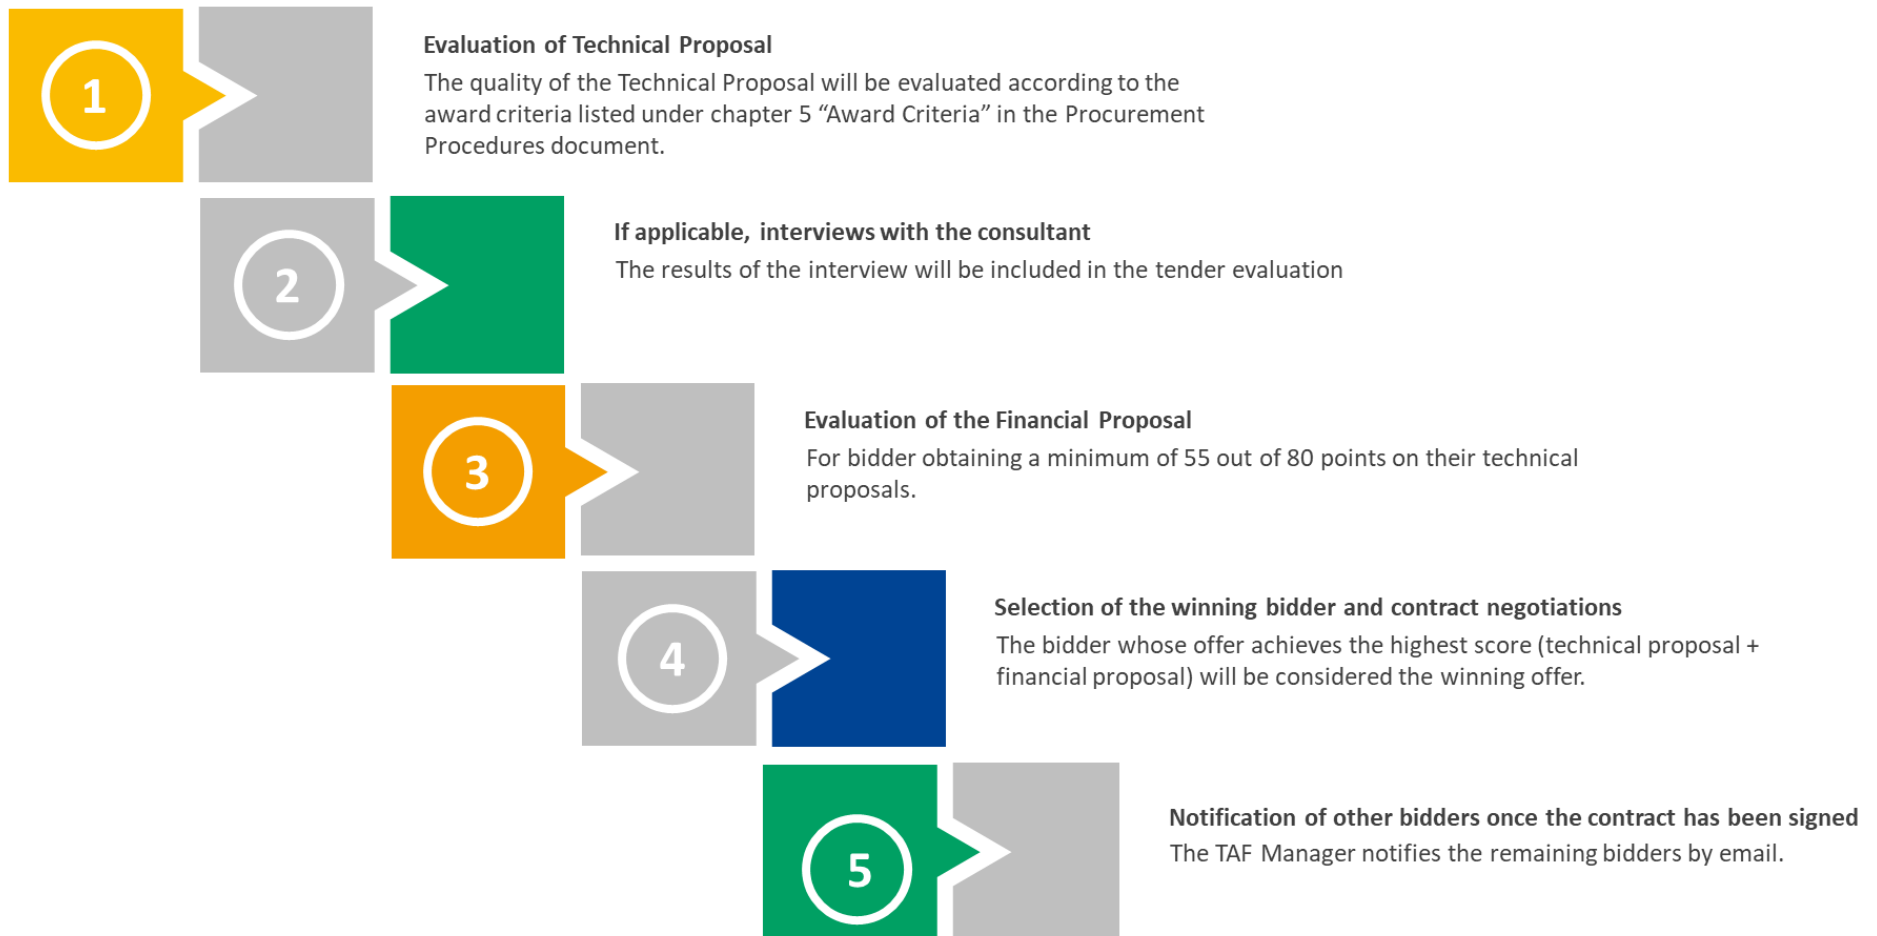 1
Evaluation of Technical Proposal
The quality of the Technical Proposal will be evaluated according to the
award criteria listed under chapter 5 “Award Criteria” in the Procurement
Procedures document.
2
If applicable, interviews with the consultant
The results of the interview will be included in the tender evaluation
3
Evaluation of the Financial Proposal
For bidder obtaining a minimum of 55 out of 80 points on their technical
proposals.
4
Selection of the winning bidder and contract negotiations
The bidder whose offer achieves the highest score (technical proposal +
financial proposal) will be considered the winning offer.
5
Notification of other bidders once the contract has been signed
The TAF Manager notifies the remaining bidders by email.